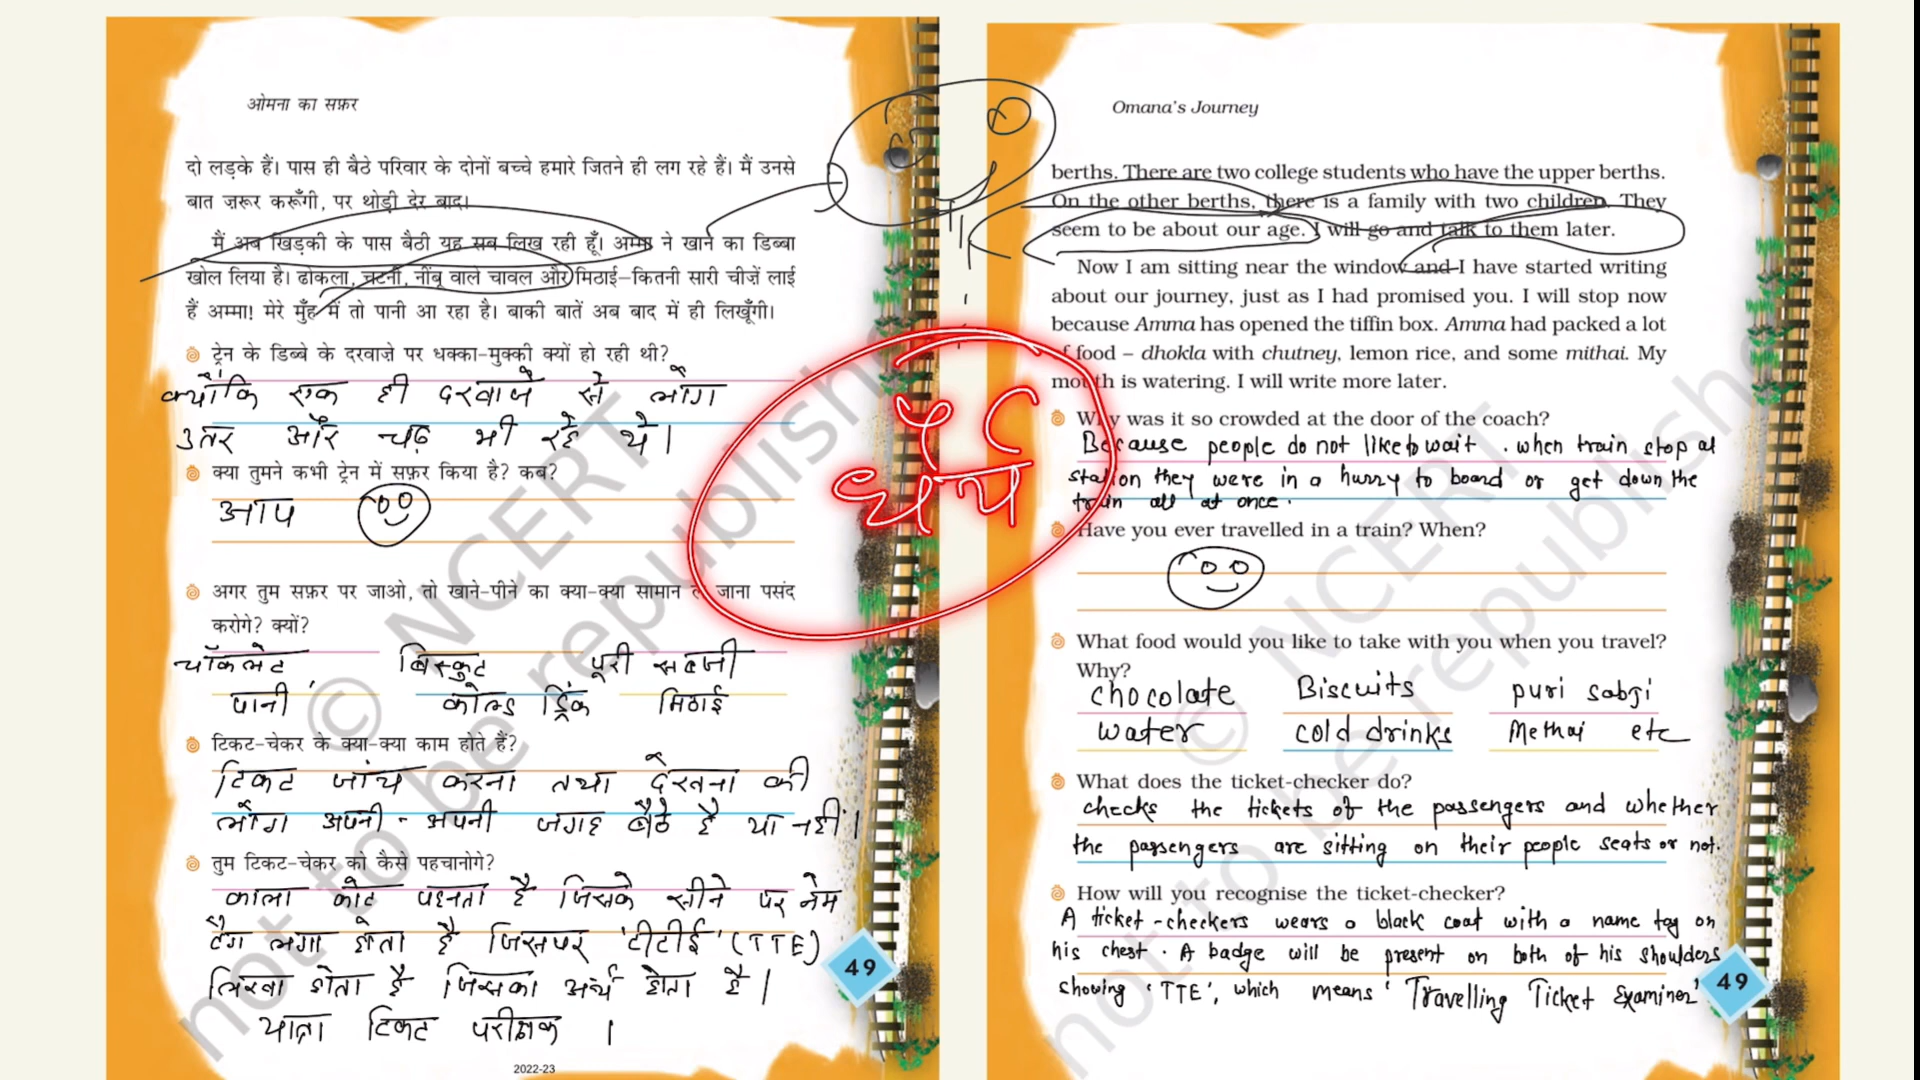 ओमना का सफ़र
दो लड़के हैं। पास ही बैठे परिवार के दोनों बच्चे हमारे जितने ही लग रहे हैं। मैं उनसे
बात ज़रूर करूँगी, पर थोड़ी देर बाद।
मैं अब खिड़की के पास बैठी यह सब लिख रही हूँ। अम्मा ने खाने का डिब्बा
खोल लिया है। ढोकला, चटनी, नींबू वाले चावल और मिठाई–कितनी सारी चीज़ें लाई
हैं अम्मा! मेरे मुँह में तो पानी आ रहा है। बाकी बातें अब बाद में ही लिखूँगी।
ट्रेन के डिब्बे के दरवाज़े पर धक्का-मुक्की क्यों हो रही थी?
क्योंकि एक ही दरवाजे से लोग
उतर और चढ़ भी रहे थे।
क्या तुमने कभी ट्रेन में सफ़र किया है? कब?
आप
अगर तुम सफ़र पर जाओ, तो खाने-पीने का क्या-क्या सामान ले जाना पसंद
करोगे? क्यों?
चॉकलेट, बिस्कुट पूरी सबजी
पानी कोल्ड ड्रिंक मिठाई
टिकट-चेकर के क्या-क्या काम होते हैं?
टिकट जांच करना तथा देखना की
लोग अपनी-अपनी जगह बैठे है या नहीं।
तुम टिकट-चेकर को कैसे पहचानोगे?
काला कोट पहनता है जिसके सीने पर नेम
टैग लगा होता है जिसपर 'टीटीई' (TTE)
लिखा होता है जिसका अर्थ होता है।
यात्रा टिकट परीक्षक ।
49
2022-23
धैर्य
Omana's Journey
berths. There are two college students who have the upper berths.
On the other berths, there is a family with two children. They
seem to be about our age. I will go and talk to them later.
Now I am sitting near the window and I have started writing
about our journey, just as I had promised you. I will stop now
because Amma has opened the tiffin box. Amma had packed a lot
of food – dhokla with chutney, lemon rice, and some mithai. My
mouth is watering. I will write more later.
Why was it so crowded at the door of the coach?
Because people do not like to wait. when train stop at
station they were in a hurry to board or get down the
train all at once.
Have you ever travelled in a train? When?
What food would you like to take with you when you travel?
Why?
chocolate Biscuits puri sabji
water cold drinks Methai etc
What does the ticket-checker do?
checks the tickets of the passengers and whether
the passengers are sitting on their people seats or not.
How will you recognise the ticket-checker?
A ticket-checkers wears a black coat with a name tag on
his chest. A badge will be present on both of his shoulders
showing 'TTE', which means 'Travelling Ticket Examiner'
49
© NCERT
not to be republished
© NCERT
not to be republished